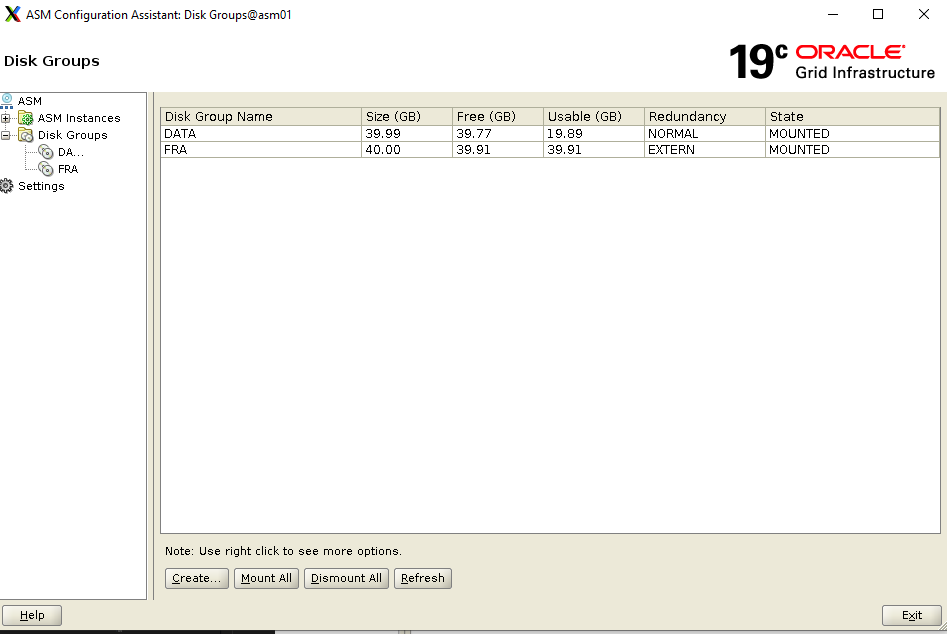 ASM Configuration Assistant: Disk Groups@asm01
Disk Groups
19c ORACLE
Grid Infrastructure
ASM
ASM Instances
Disk Groups
DA...
FRA
Settings
Disk Group Name Size (GB) Free (GB) Usable (GB) Redundancy State
DATA 39.99 39.77 19.89 NORMAL MOUNTED
FRA 40.00 39.91 39.91 EXTERN MOUNTED
Note: Use right click to see more options.
Create... Mount All Dismount All Refresh
Help Exit